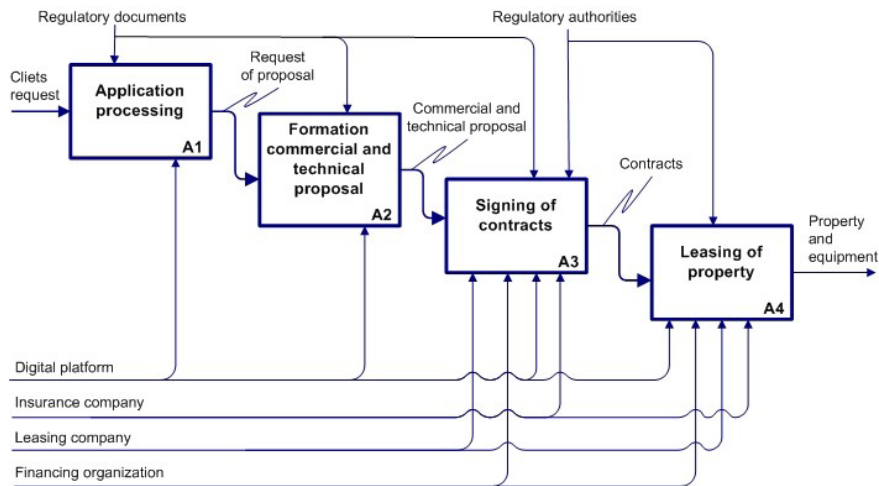 Regulatory documents
Regulatory authorities
Cliets
request
Application
processing
A1
Request
of proposal
Formation
commercial and
technical
proposal
A2
Commercial and
technical proposal
Signing of
contracts
A3
Contracts
Leasing of
property
A4
Property
and
equipment
Digital platform
Insurance company
Leasing company
Financing organization